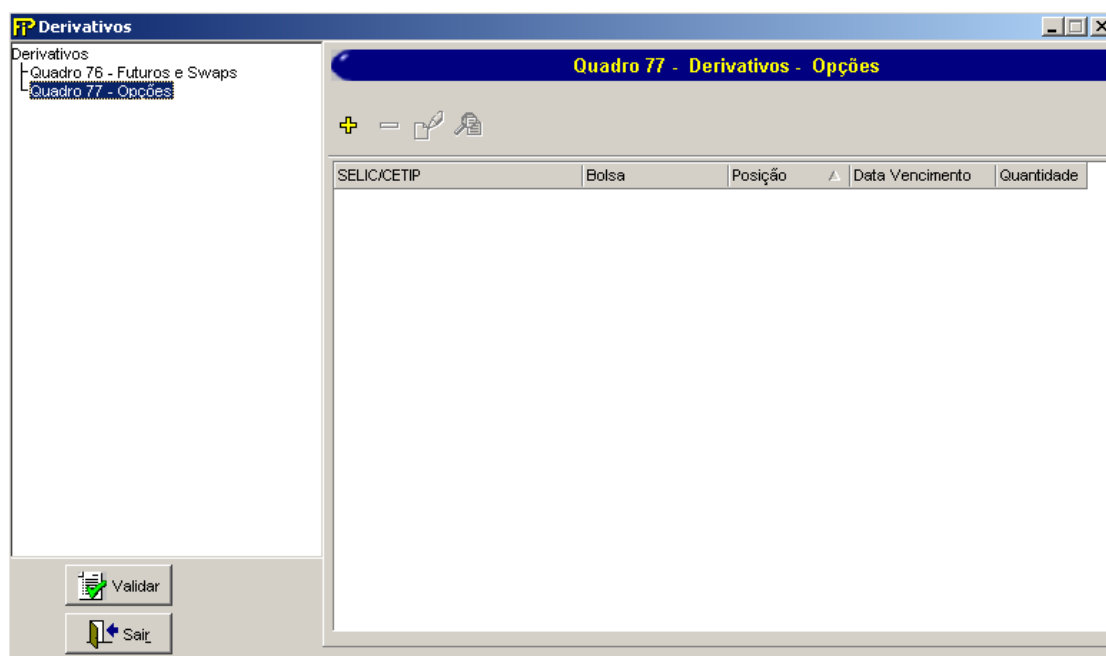 FIP Derivativos
Derivativos
Quadro 76 - Futuros e Swaps
Quadro 77 - Opções
Quadro 77 - Derivativos - Opções
SELIC/CETIP Bolsa Posição Data Vencimento Quantidade
Validar
Sair